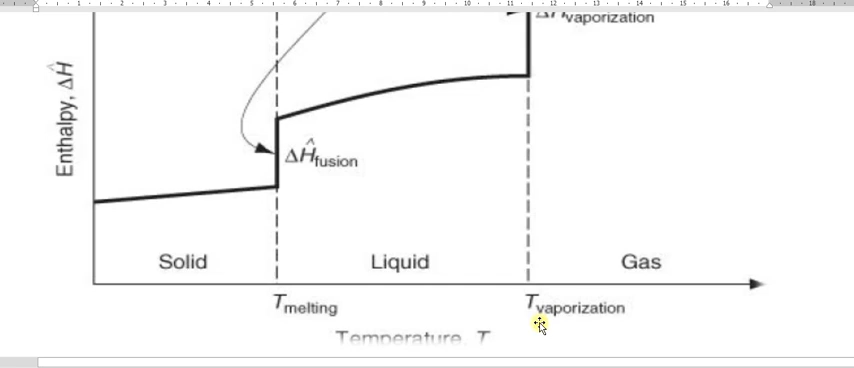 ΔĤvaporization
Enthalpy, ΔĤ
ΔĤfusion
Solid
Liquid
Gas
Tmelting
Tvaporization
Temperature, T